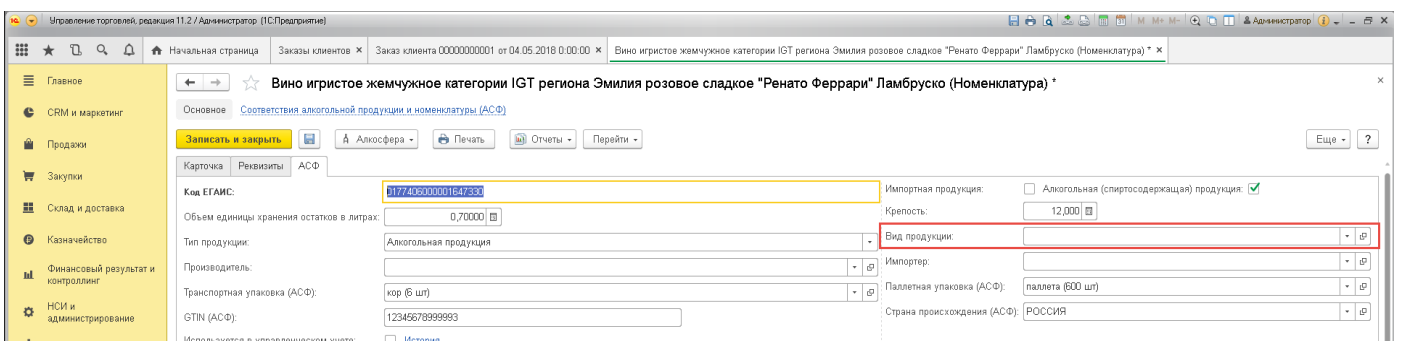 Управление торговлей, редакция 11.2 / Администратор (1С:Предприятие)
M M+ M- Администратор
Начальная страница Заказы клиентов × Заказ клиента 00000000001 от 04.05.2018 0:00:00 × Вино игристое жемчужное категории IGT региона Эмилия розовое сладкое "Ренато Феррари" Ламбруско (Номенклатура) * ×
Главное
CRM и маркетинг
Продажи
Закупки
Склад и доставка
Казначейство
Финансовый результат и
контроллинг
НСИ и
администрирование
Вино игристое жемчужное категории IGT региона Эмилия розовое сладкое "Ренато Феррари" Ламбруско (Номенклатура) *
Основное Соответствия алкогольной продукции и номенклатуры (АСФ)
Записать и закрыть Алкосфера Печать Отчеты Перейти Еще ?
Карточка Реквизиты АСФ
Код ЕГАИС: 0177406000001647330
Импортная продукция: Алкогольная (спиртосодержащая) продукция:
Объем единицы хранения остатков в литрах: 0,70000
Крепость: 12,000
Тип продукции: Алкогольная продукция
Вид продукции:
Производитель:
Импортер:
Транспортная упаковка (АСФ): кор (6 шт)
Паллетная упаковка (АСФ): паллета (600 шт)
GTIN (АСФ): 12345678999993
Страна происхождения (АСФ): РОССИЯ
Используется в управленческом учете: История